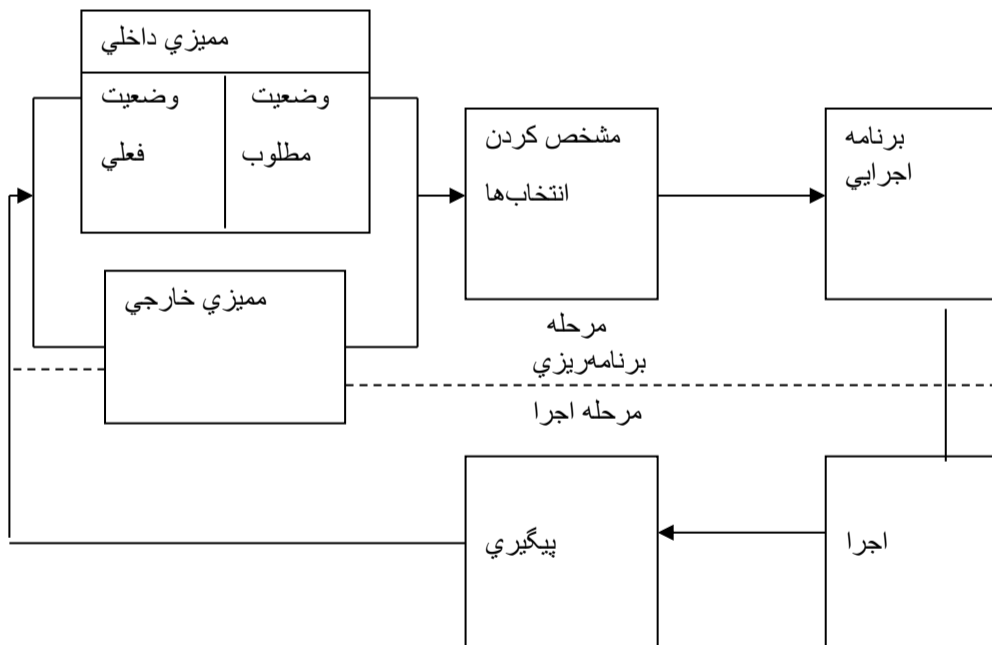 مميزي داخلي
وضعيت
مطلوب
وضعيت
فعلي
مميزي خارجي
مشخص كردن
انتخاب‌ها
برنامه
اجرايي
مرحله
برنامه‌ريزي
مرحله اجرا
اجرا
پيگيري